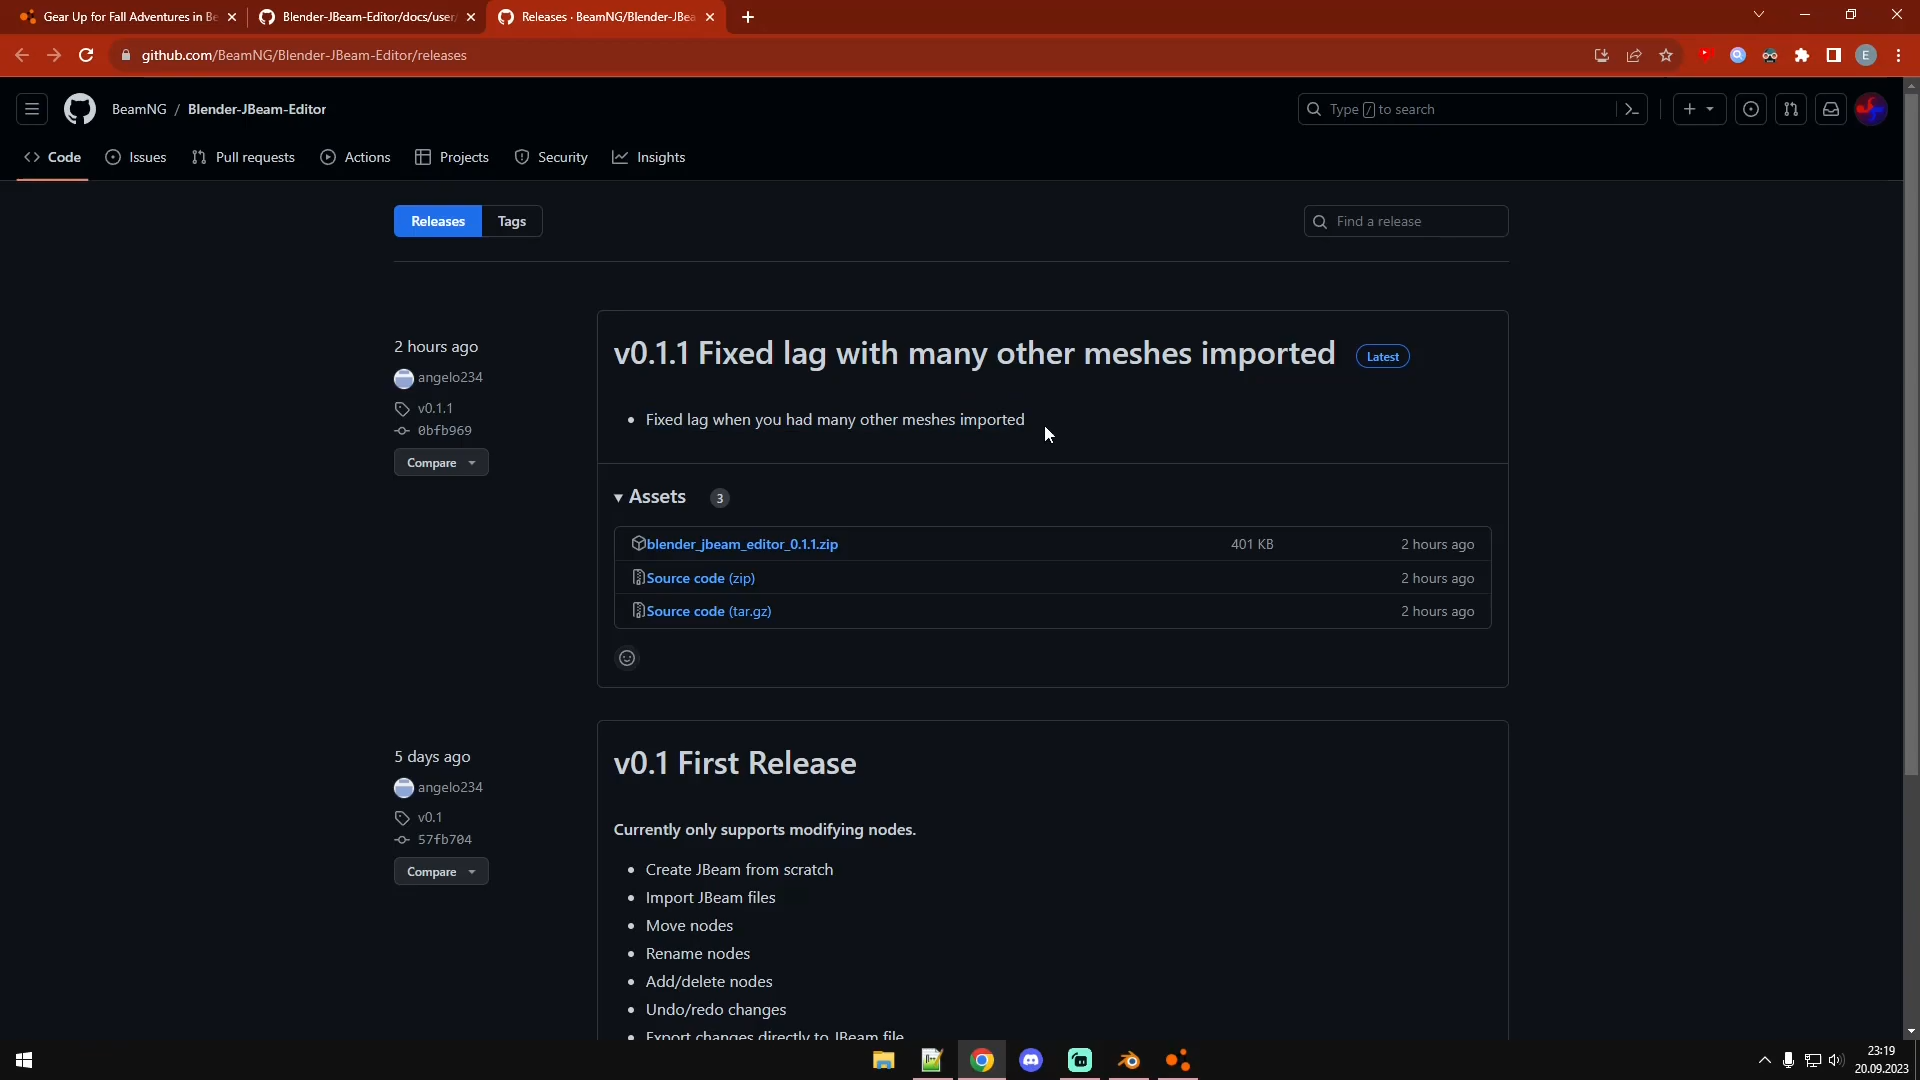 Gear Up for Fall Adventures in Be
Blender-JBeam-Editor/docs/user/
Releases · BeamNG/Blender-JBea
github.com/BeamNG/Blender-JBeam-Editor/releases
E
BeamNG / Blender-JBeam-Editor
Type / to search
Code
Issues
Pull requests
Actions
Projects
Security
Insights
Releases
Tags
Find a release
2 hours ago
angelo234
v0.1.1
0bfb969
Compare
v0.1.1 Fixed lag with many other meshes imported
Latest
• Fixed lag when you had many other meshes imported
Assets 3
blender_jbeam_editor_0.1.1.zip 401 KB 2 hours ago
Source code (zip) 2 hours ago
Source code (tar.gz) 2 hours ago
5 days ago
angelo234
v0.1
57fb704
Compare
v0.1 First Release
Currently only supports modifying nodes.
• Create JBeam from scratch
• Import JBeam files
• Move nodes
• Rename nodes
• Add/delete nodes
• Undo/redo changes
• Export changes directly to JBeam file
23:19
20.09.2023